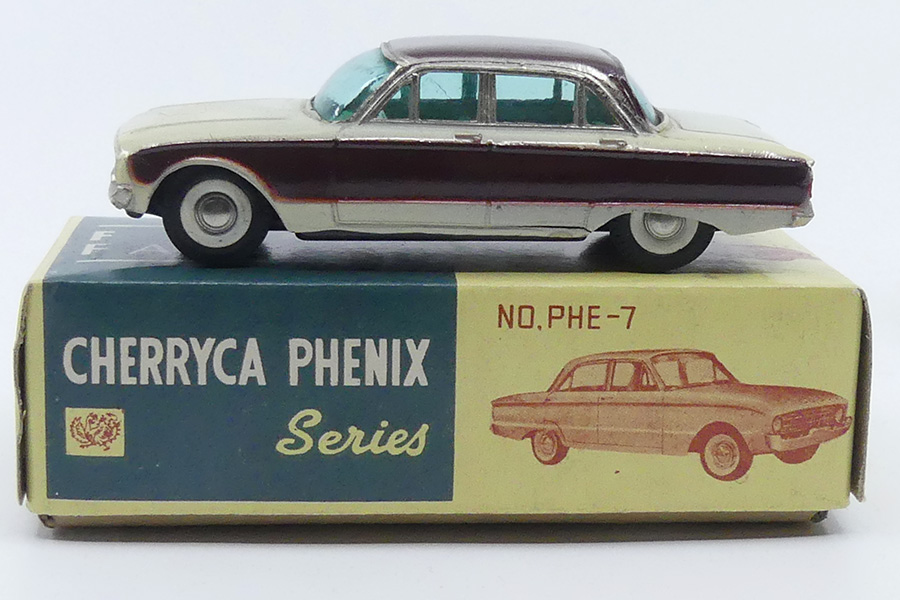 NO. PHE-7
CHERRYCA PHENIX
Series